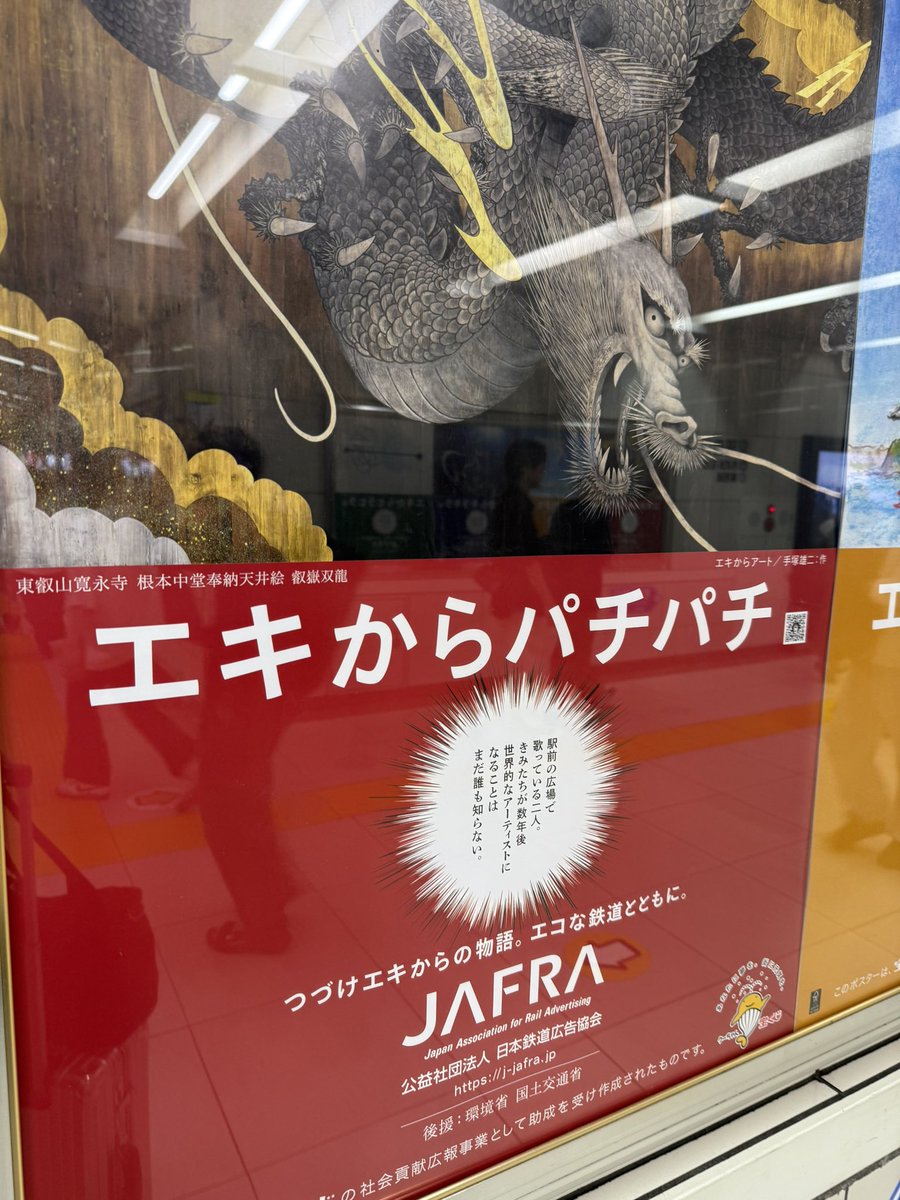 東叡山寛永寺 根本中堂奉納天井絵 叡嶽双龍
エキからアート／手塚雄二：作
エキからパチパチ
駅前の広場で
歌っている二人。
きみたちが数年後
世界的なアーティストに
なることは
まだ誰も知らない。
つづけエキからの物語。エコな鉄道とともに。
JAFRA
Japan Association for Rail Advertising
公益社団法人 日本鉄道広告協会
https://j-jafra.jp
後援：環境省 国土交通省
の社会貢献広報事業として助成を受け作成されたものです。
宝くじ
エ
このポスターは、